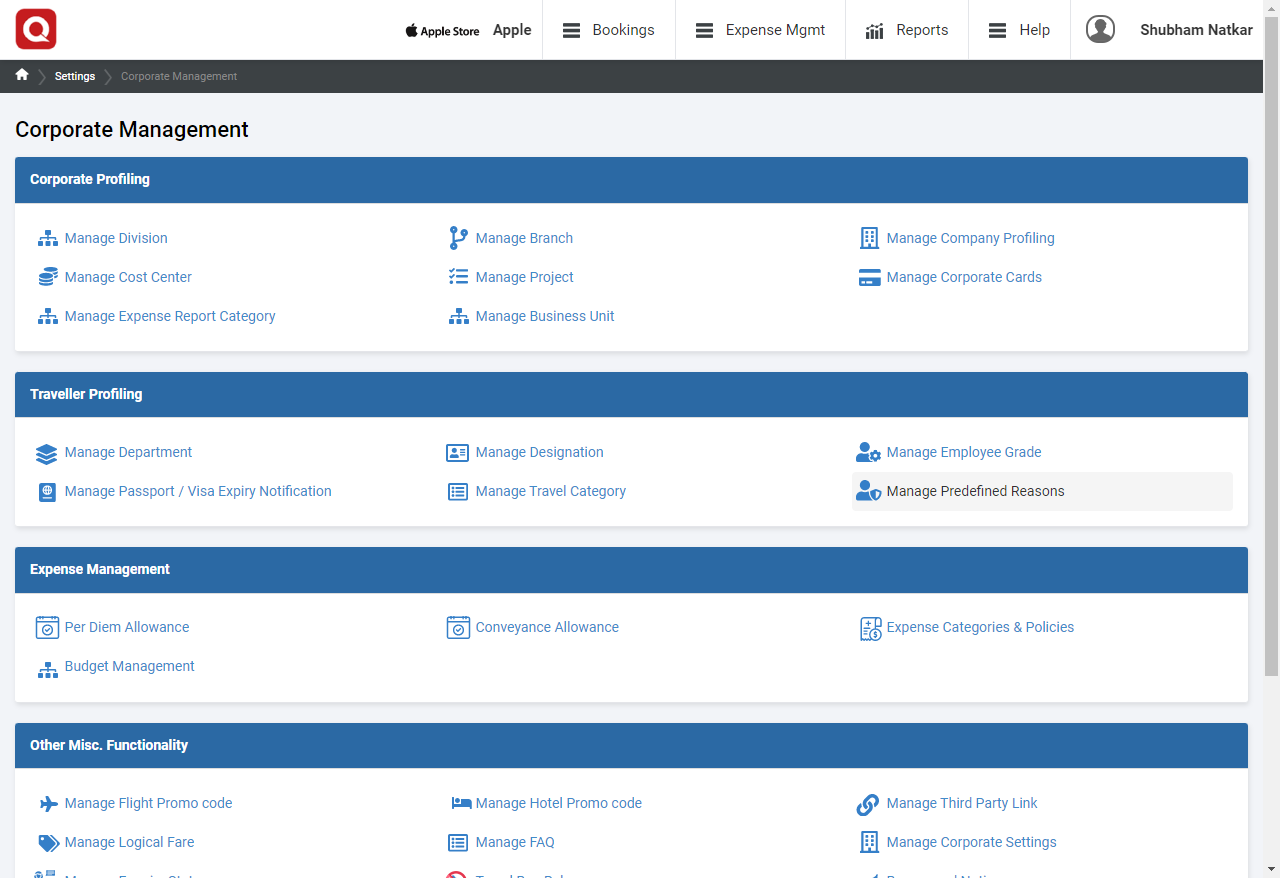 Apple Store Apple Bookings Expense Mgmt Reports Help Shubham Natkar
Settings Corporate Management
Corporate Management
Corporate Profiling
Manage Division Manage Branch Manage Company Profiling
Manage Cost Center Manage Project Manage Corporate Cards
Manage Expense Report Category Manage Business Unit
Traveller Profiling
Manage Department Manage Designation Manage Employee Grade
Manage Passport / Visa Expiry Notification Manage Travel Category Manage Predefined Reasons
Expense Management
Per Diem Allowance Conveyance Allowance Expense Categories & Policies
Budget Management
Other Misc. Functionality
Manage Flight Promo code Manage Hotel Promo code Manage Third Party Link
Manage Logical Fare Manage FAQ Manage Corporate Settings